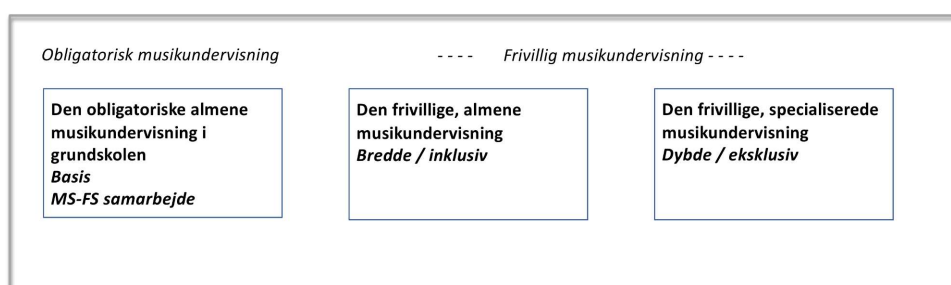 Obligatorisk musikundervisning
- - - - Frivillig musikundervisning - - - -
Den obligatoriske almene
musikundervisning i
grundskolen
Basis
MS-FS samarbejde
Den frivillige, almene
musikundervisning
Bredde / inklusiv
Den frivillige, specialiserede
musikundervisning
Dybde / eksklusiv